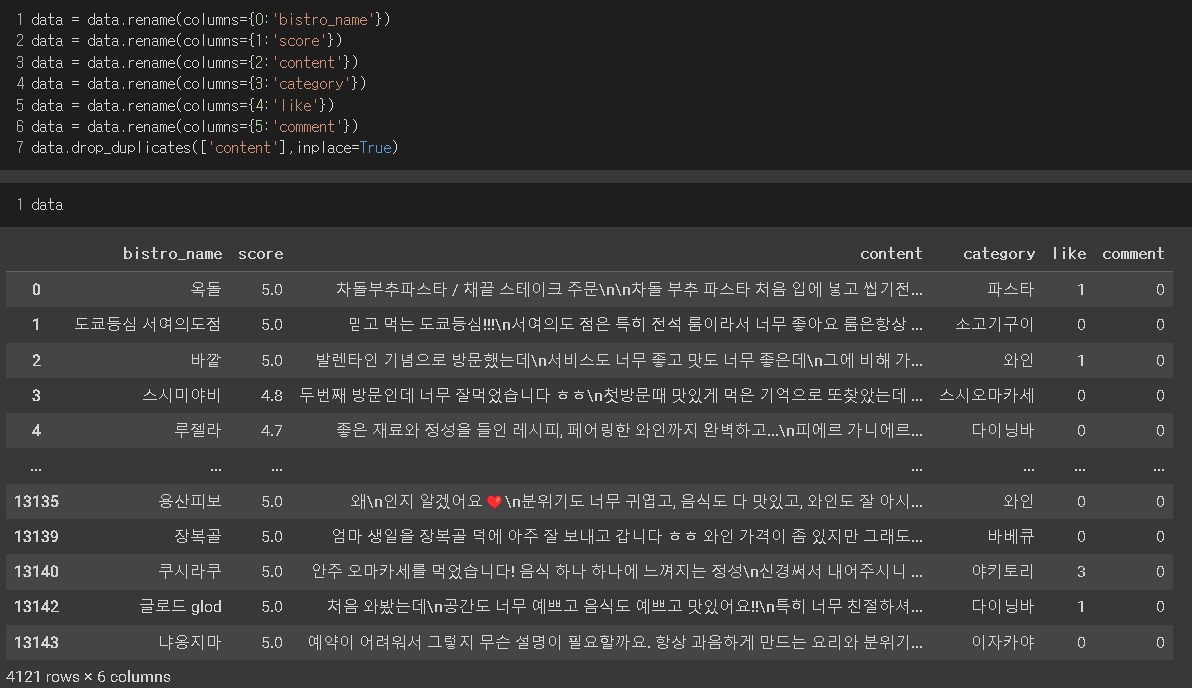 1 data = data.rename(columns={0:'bistro_name'})
2 data = data.rename(columns={1:'score'})
3 data = data.rename(columns={2:'content'})
4 data = data.rename(columns={3:'category'})
5 data = data.rename(columns={4:'like'})
6 data = data.rename(columns={5:'comment'})
7 data.drop_duplicates(['content'],inplace=True)
1 data
bistro_name score content category like comment
0 옥돌 5.0 차돌부추파스타 / 채끝 스테이크 주문\n\n차돌 부추 파스타 처음 입에 넣고 씹기전... 파스타 1 0
1 도쿄등심 서여의도점 5.0 믿고 먹는 도쿄등심!!!\n서여의도 점은 특히 전석 룸이라서 너무 좋아요 룸은항상 ... 소고기구이 0 0
2 바깥 5.0 발렌타인 기념으로 방문했는데\n서비스도 너무 좋고 맛도 너무 좋은데\n그에 비해 가... 와인 1 0
3 스시미야비 4.8 두번째 방문인데 너무 잘먹었습니다 ㅎㅎ\n첫방문때 맛있게 먹은 기억으로 또찾았는데 ... 스시오마카세 0 0
4 루젤라 4.7 좋은 재료와 정성을 들인 레시피, 페어링한 와인까지 완벽하고...\n피에르 가니에르... 다이닝바 0 0
... ... ... ... ... ... ...
13135 용산피보 5.0 왜\n인지 알겠어요❤️\n분위기도 너무 귀엽고, 음식도 다 맛있고, 와인도 잘 아시... 와인 0 0
13139 장복골 5.0 엄마 생일을 장복골 덕에 아주 잘 보내고 갑니다 ㅎㅎ 와인 가격이 좀 있지만 그래도... 바베큐 0 0
13140 쿠시라쿠 5.0 안주 오마카세를 먹었습니다! 음식 하나 하나에 느껴지는 정성\n신경써서 내어주시니 ... 야키토리 3 0
13142 글로드 glod 5.0 처음 와봤는데\n공간도 너무 예쁘고 음식도 예쁘고 맛있어요!!\n특히 너무 친절하셔... 다이닝바 1 0
13143 냐옹지마 5.0 예약이 어려워서 그렇지 무슨 설명이 필요할까요. 항상 과음하게 만드는 요리와 분위기... 이자카야 0 0
4121 rows × 6 columns